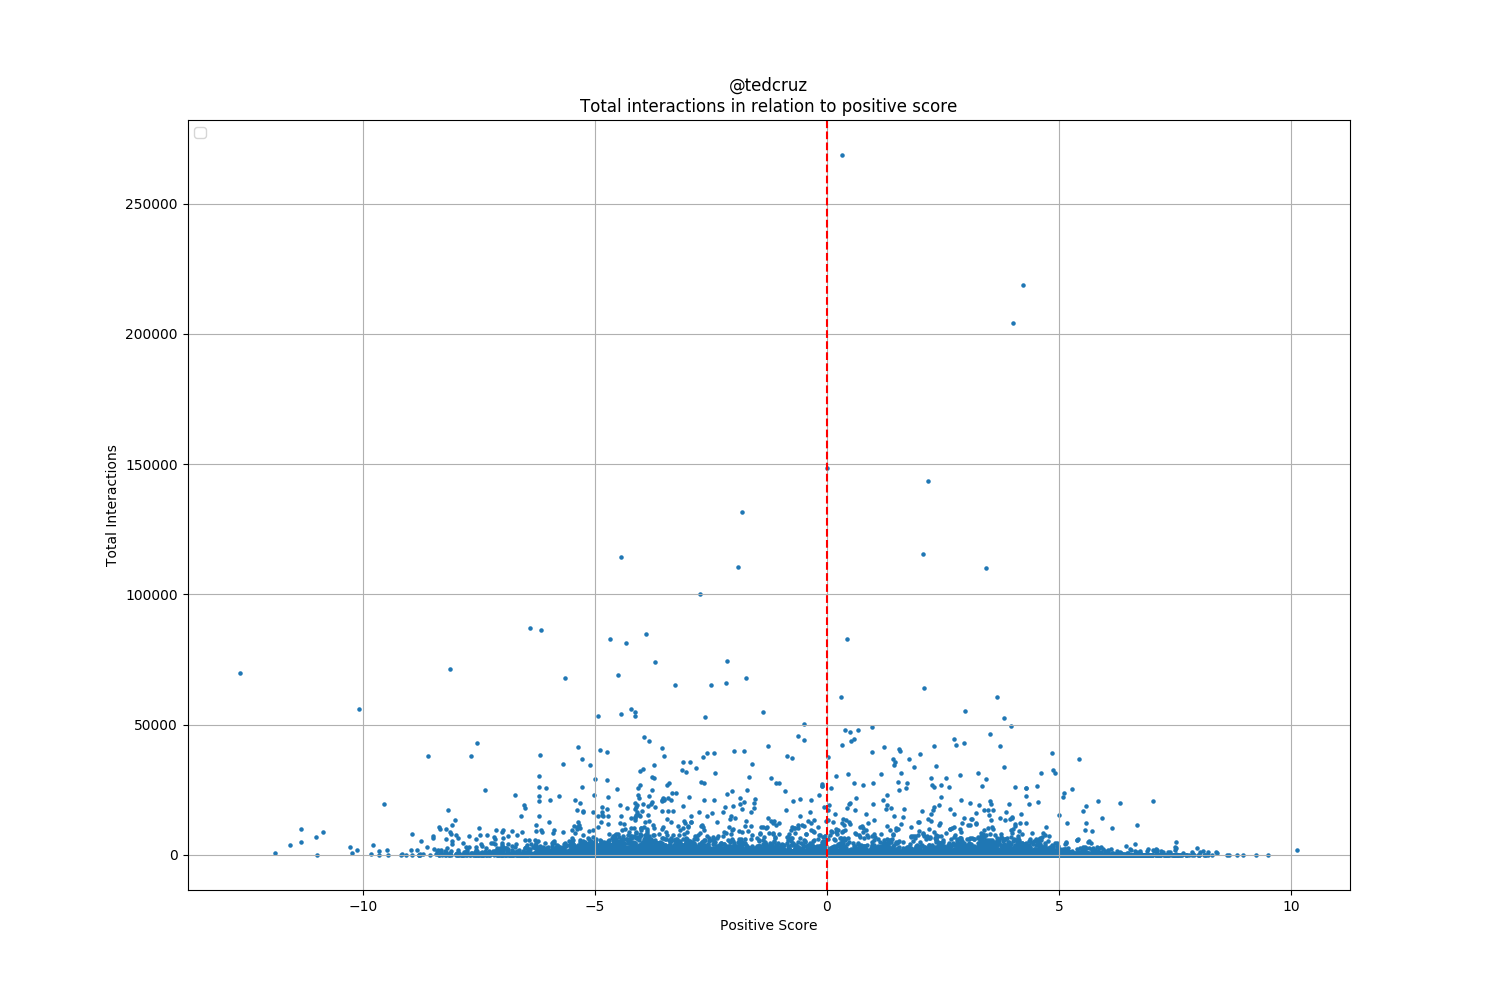 @tedcruz
Total interactions in relation to positive score
250000
200000
150000
100000
50000
0
Total Interactions
−10
−5
0
5
10
Positive Score